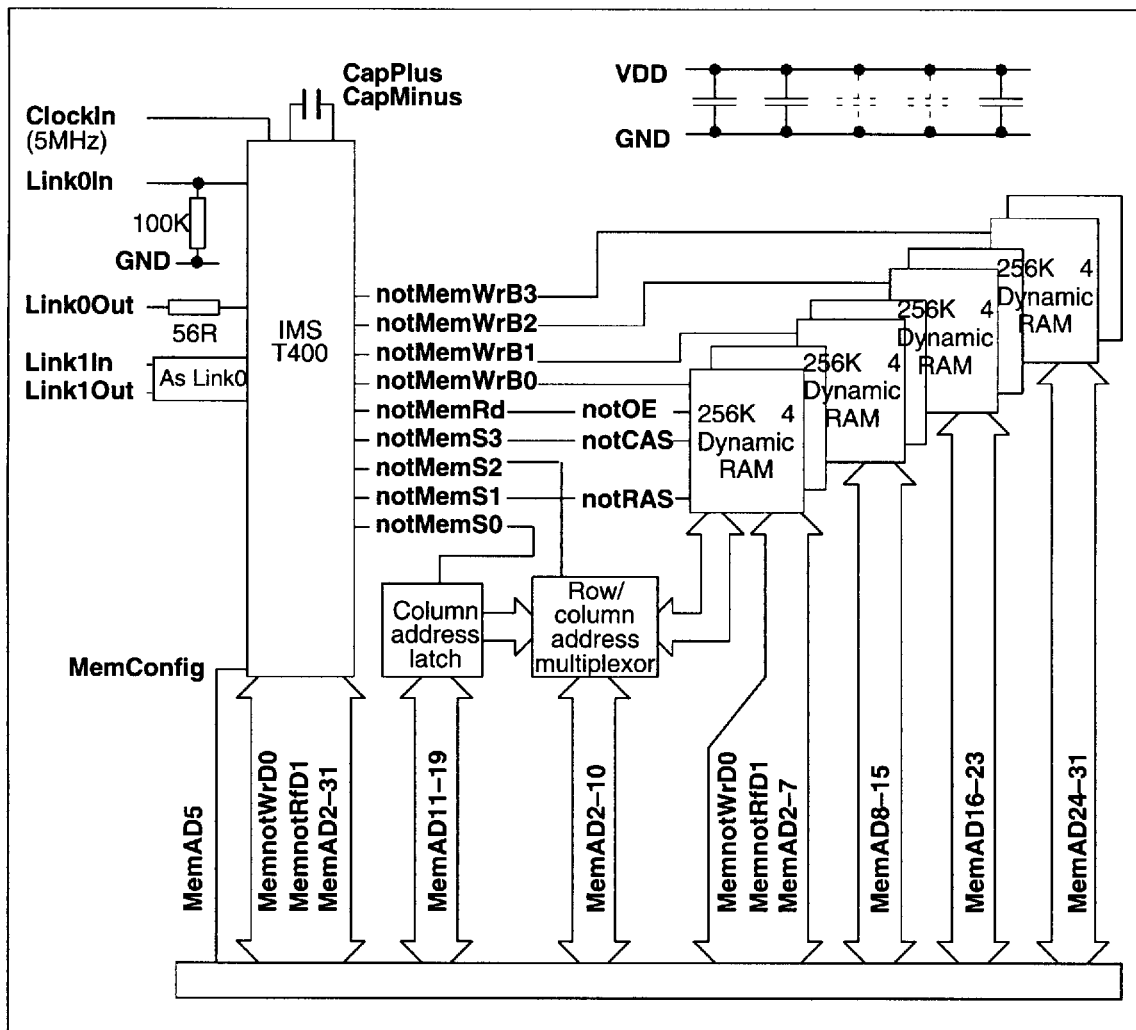 CapPlus
CapMinus
VDD
GND
ClockIn
(5MHz)
Link0In
100K
GND
Link0Out
56R
Link1In
Link1Out
As Link0
IMS
T400
notMemWrB3
notMemWrB2
notMemWrB1
notMemWrB0
notMemRd
notMemS3
notMemS2
notMemS1
notMemS0
notOE
notCAS
notRAS
256K 4
Dynamic
RAM
256K 4
Dynamic
RAM
256K 4
Dynamic
RAM
256K 4
Dynamic
RAM
Column
address
latch
Row/
column
address
multiplexor
MemConfig
MemAD5
MemnotWrD0
MemnotRfD1
MemAD2–31
MemAD11–19
MemAD2–10
MemnotWrD0
MemnotRfD1
MemAD2–7
MemAD8–15
MemAD16–23
MemAD24–31